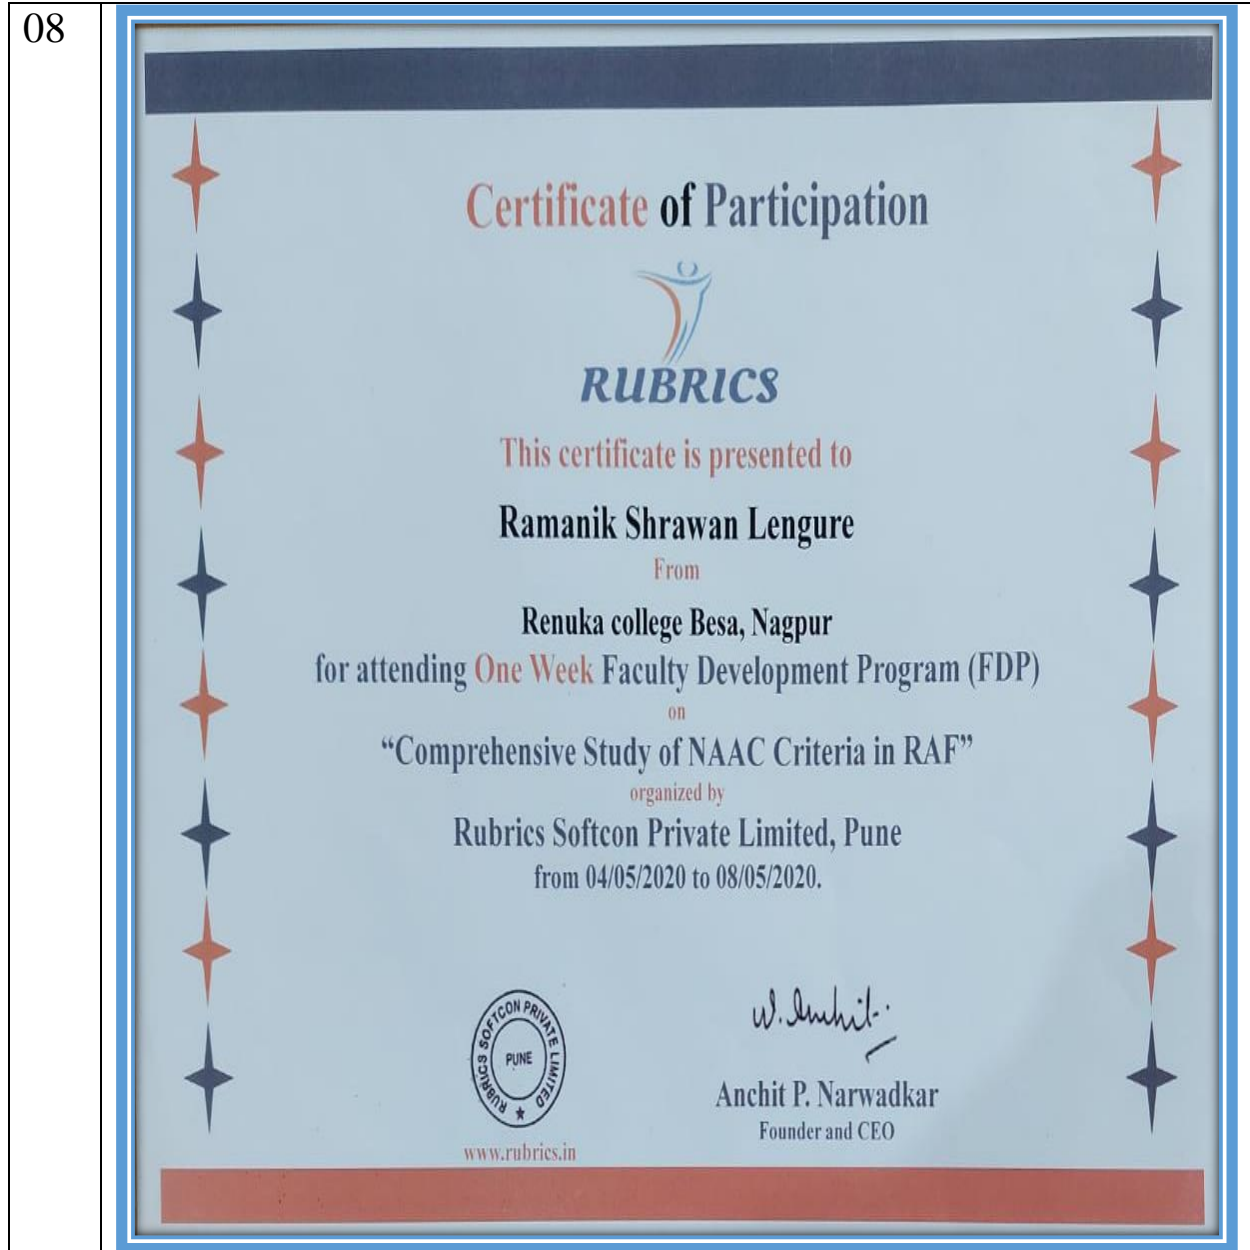 08
Certificate of Participation
RUBRICS
This certificate is presented to
Ramanik Shrawan Lengure
From
Renuka college Besa, Nagpur
for attending One Week Faculty Development Program (FDP)
on
“Comprehensive Study of NAAC Criteria in RAF”
organized by
Rubrics Softcon Private Limited, Pune
from 04/05/2020 to 08/05/2020.
RUBRICS SOFTCON PRIVATE LIMITED
PUNE
www.rubrics.in
Anchit P. Narwadkar
Founder and CEO